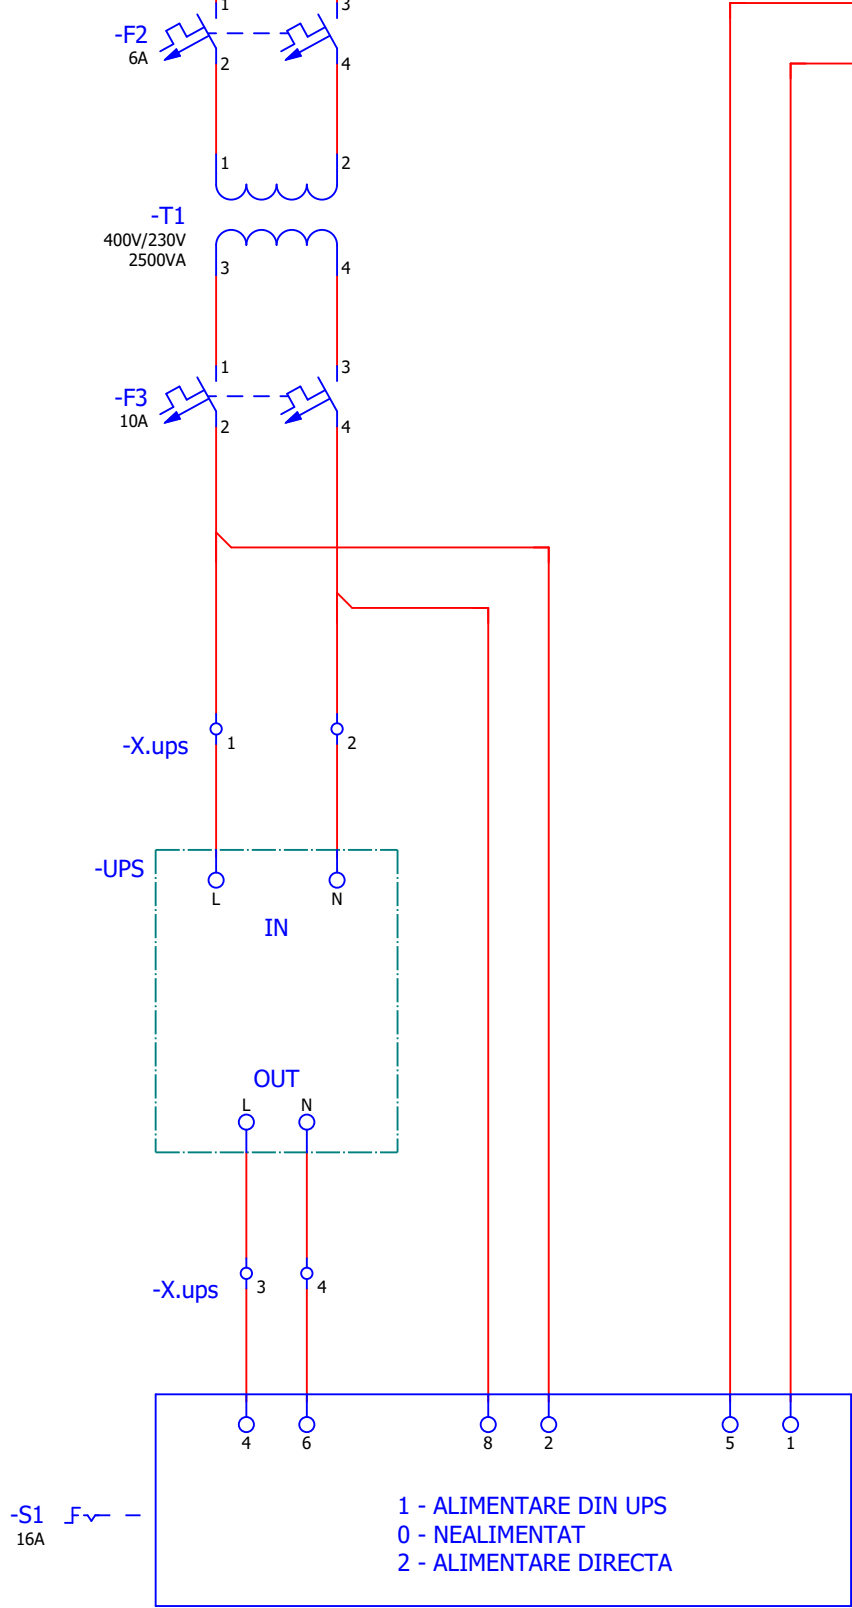 1 3
-F2
6A
2 4
1 2
-T1
400V/230V
2500VA
3 4
1 3
-F3
10A
2 4
-X.ups 1 2
-UPS
L N
IN
OUT
L N
-X.ups 3 4
4 6 8 2 5 1
-S1
16A
1 - ALIMENTARE DIN UPS
0 - NEALIMENTAT
2 - ALIMENTARE DIRECTA